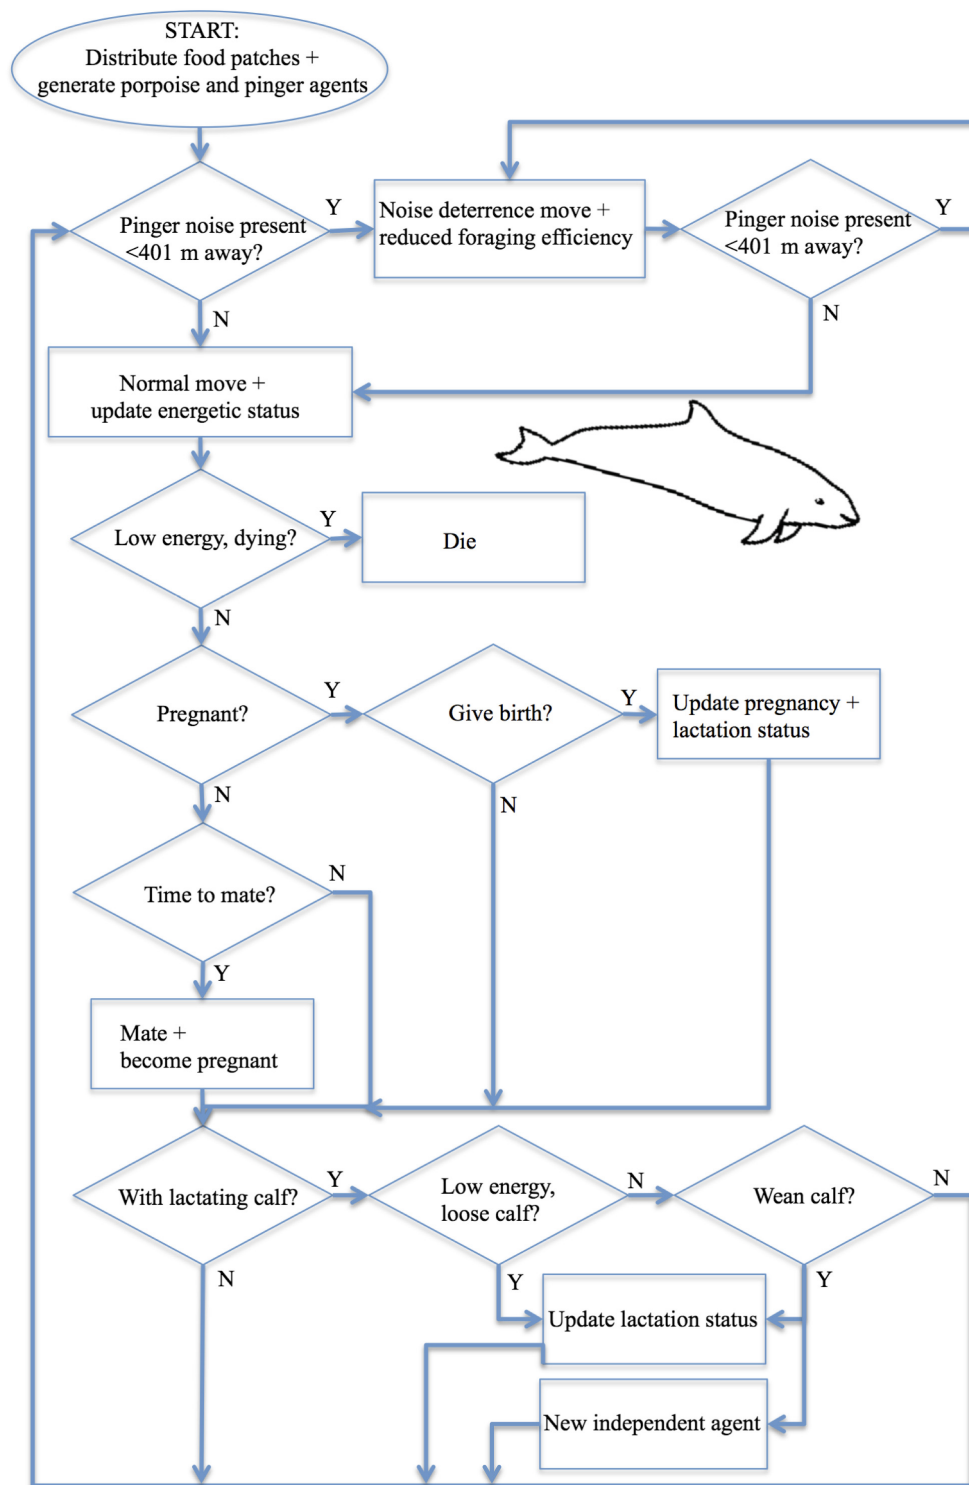 START:
Distribute food patches +
generate porpoise and pinger agents
Pinger noise present
<401 m away?
Y
N
Noise deterrence move +
reduced foraging efficiency
Pinger noise present
<401 m away?
Y
N
Normal move +
update energetic status
Low energy, dying?
Y
N
Die
Pregnant?
Y
N
Give birth?
Y
N
Update pregnancy +
lactation status
Time to mate?
N
Y
Mate +
become pregnant
With lactating calf?
Y
N
Low energy,
loose calf?
N
Y
Wean calf?
N
Y
Update lactation status
New independent agent